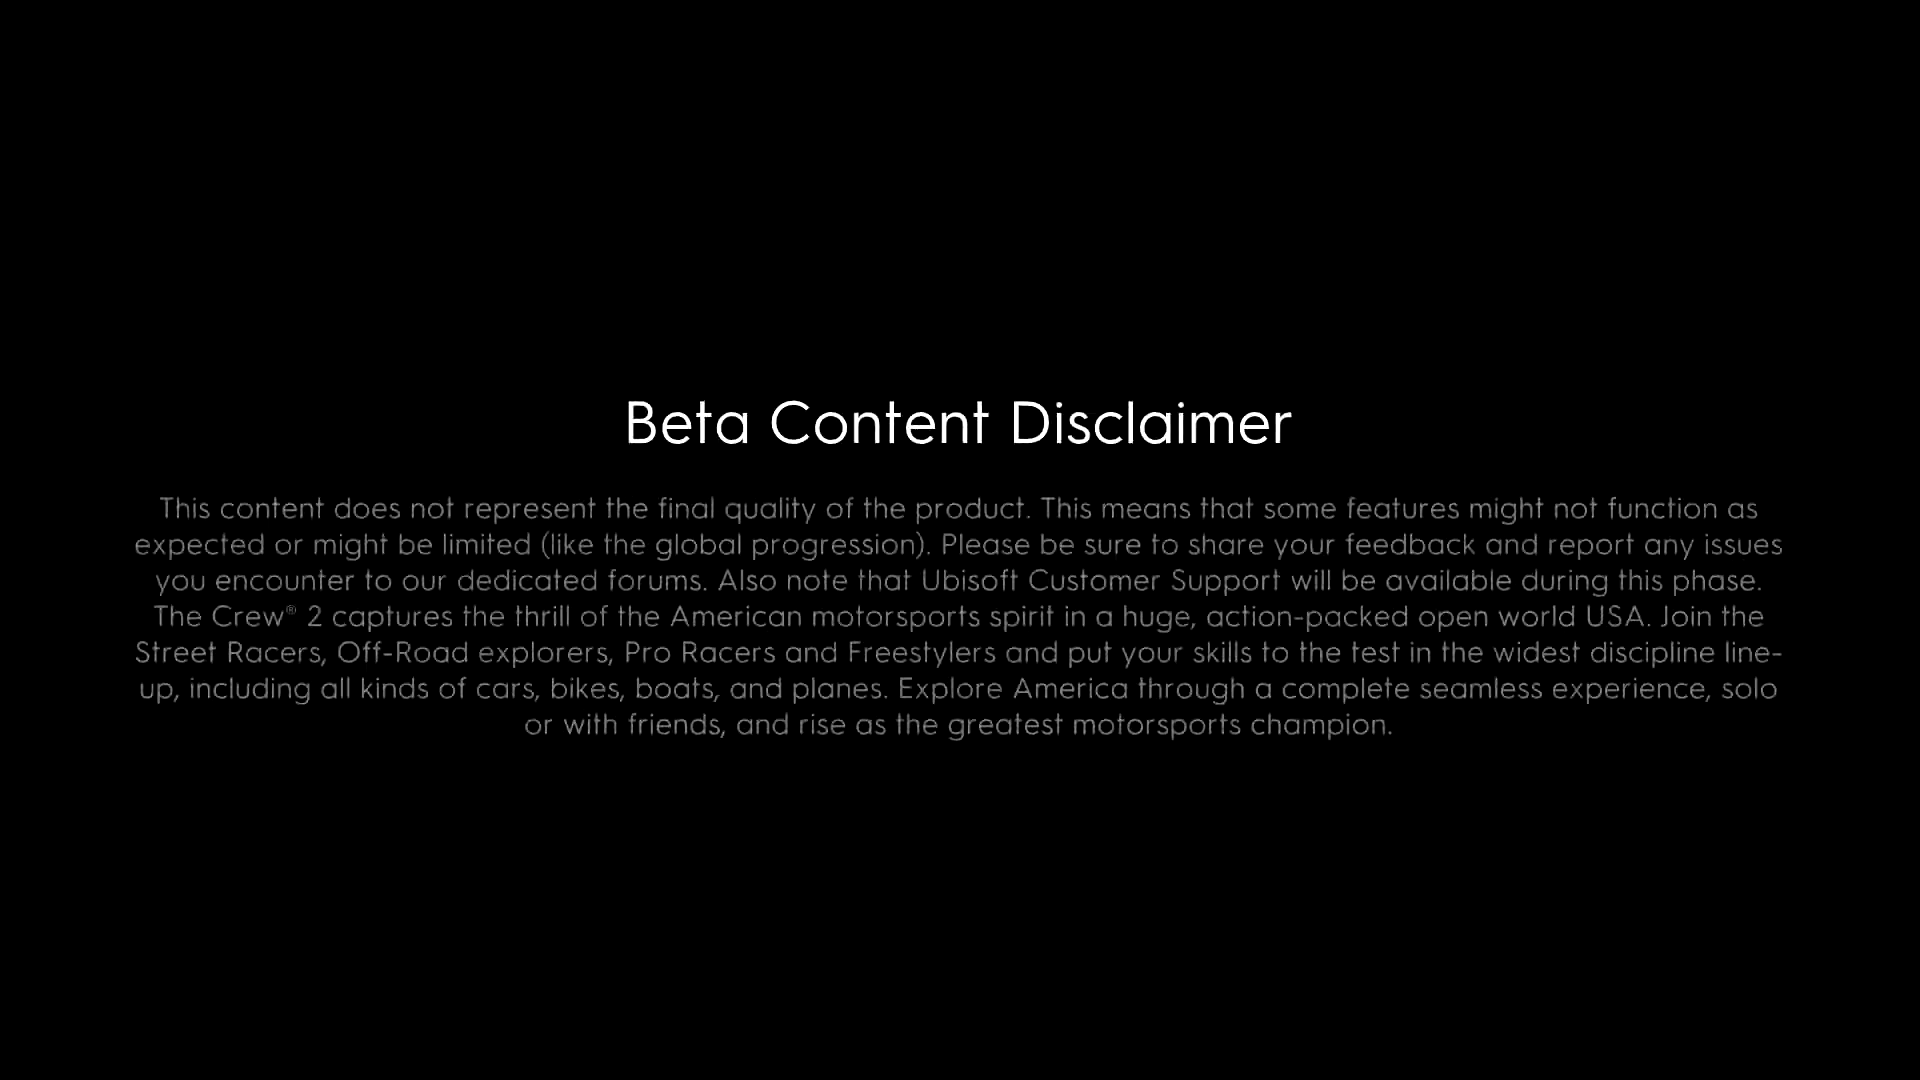 Beta Content Disclaimer
This content does not represent the final quality of the product. This means that some features might not function as
expected or might be limited (like the global progression). Please be sure to share your feedback and report any issues
you encounter to our dedicated forums. Also note that Ubisoft Customer Support will be available during this phase.
The Crew® 2 captures the thrill of the American motorsports spirit in a huge, action-packed open world USA. Join the
Street Racers, Off-Road explorers, Pro Racers and Freestylers and put your skills to the test in the widest discipline line-
up, including all kinds of cars, bikes, boats, and planes. Explore America through a complete seamless experience, solo
or with friends, and rise as the greatest motorsports champion.